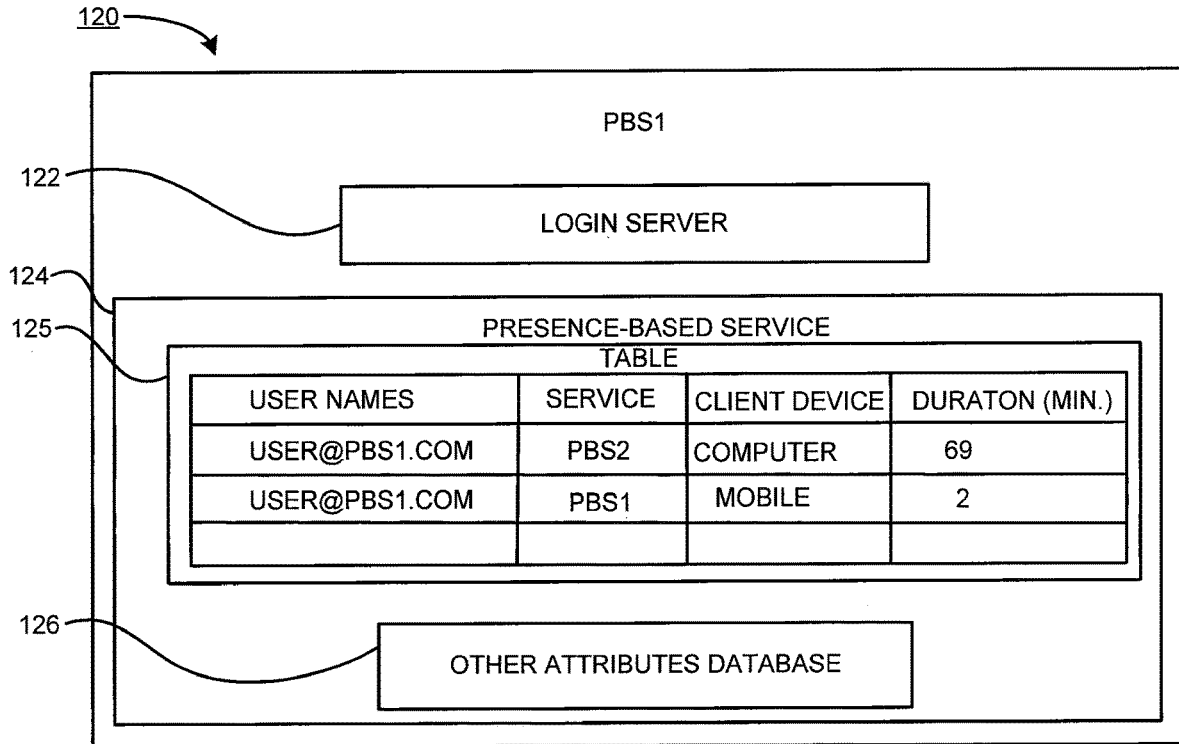 120
PBS1
122
LOGIN SERVER
124
125
PRESENCE-BASED SERVICE
TABLE
USER NAMES SERVICE CLIENT DEVICE DURATON (MIN.)
USER@PBS1.COM PBS2 COMPUTER 69
USER@PBS1.COM PBS1 MOBILE 2
126
OTHER ATTRIBUTES DATABASE